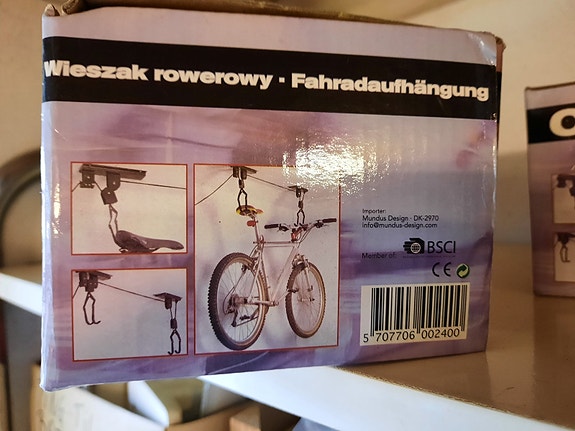 Wieszak rowerowy · Fahradaufhängung
Importer:
Mundus Design · DK-2970
info@mundus-design.com
Member of: BSCI
CE
5 707706 002400
O